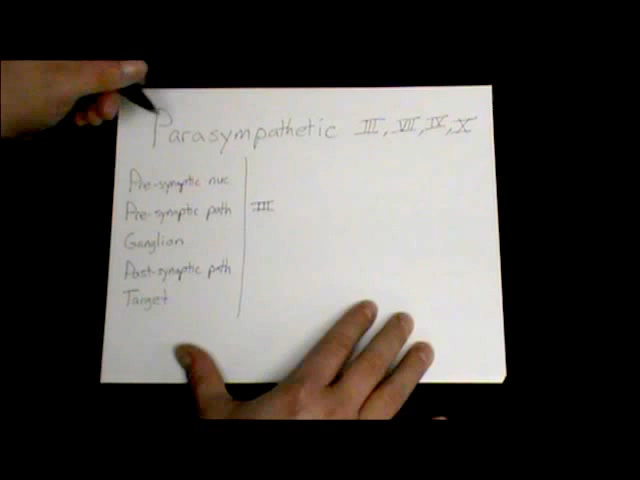 Parasympathetic III, VII, IX, X
Pre-synaptic nuc
Pre-synaptic path III
Ganglion
Post-synaptic path
Target